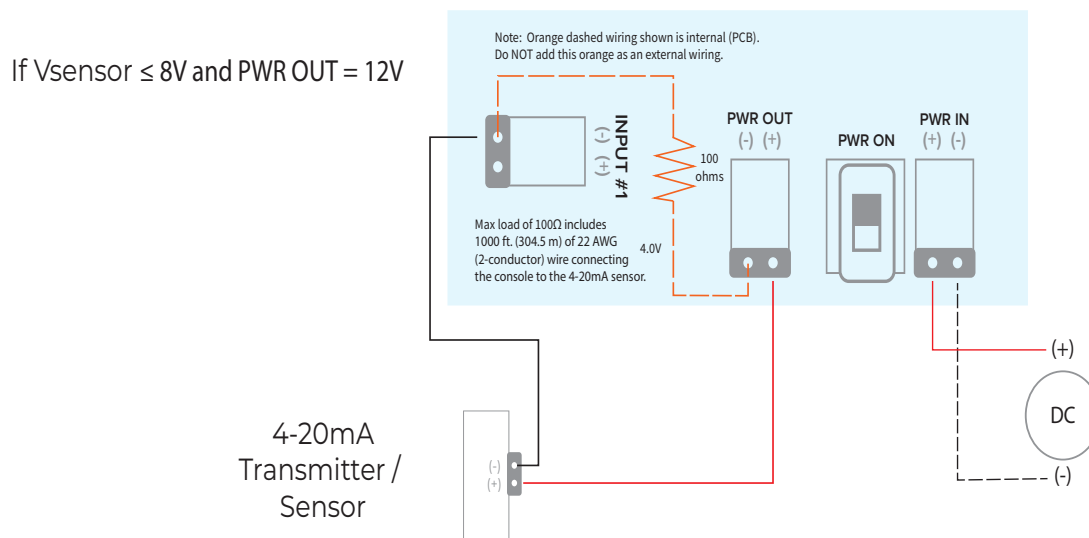 Note: Orange dashed wiring shown is internal (PCB).
Do NOT add this orange as an external wiring.
If Vsensor ≤ 8V and PWR OUT = 12V
INPUT #1
(-) (+)
PWR OUT
(-) (+)
PWR ON
PWR IN
(+) (-)
100
ohms
Max load of 100Ω includes
1000 ft. (304.5 m) of 22 AWG
(2-conductor) wire connecting
the console to the 4-20mA sensor.
4.0V
(+)
DC
(-)
4-20mA
Transmitter /
Sensor
(-)
(+)